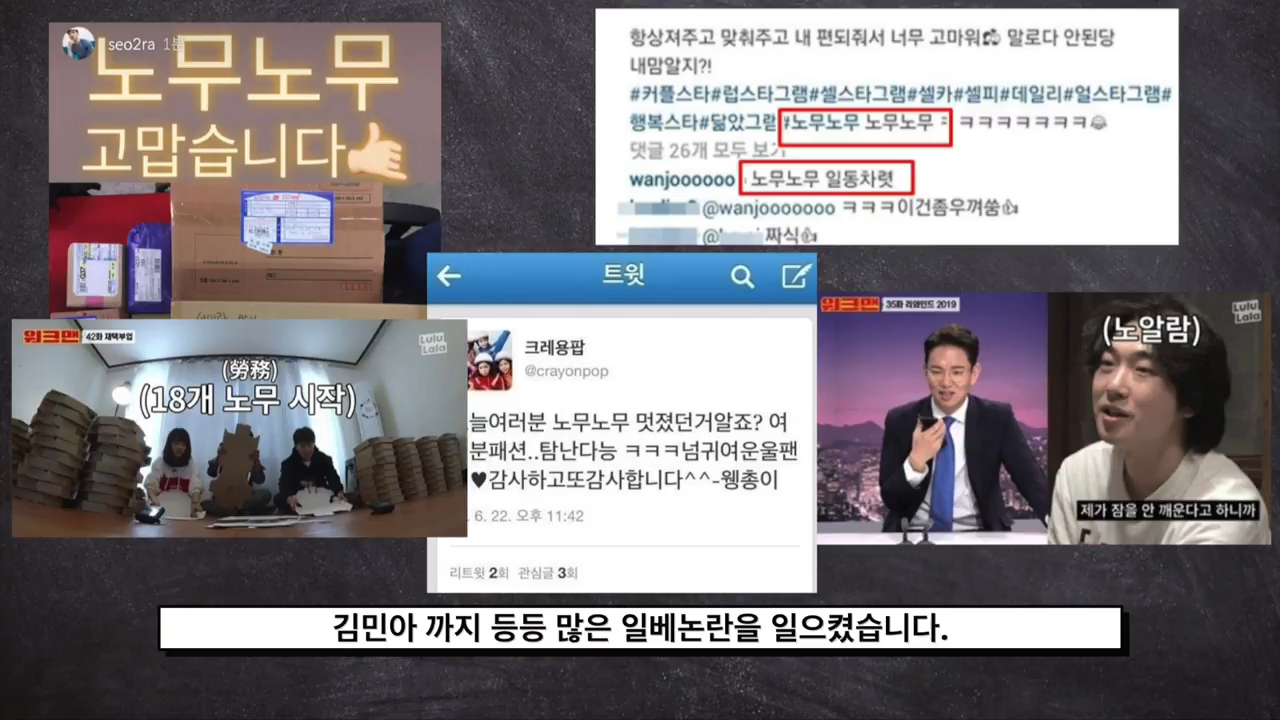 seo2ra 1분
노무노무
고맙습니다
항상져주고 맞춰주고 내 편되줘서 너무 고마워 말로다 안된당
내맘알지?!
#커플스타#럽스타그램#셀스타그램#셀카#셀피#데일리#얼스타그램#
행복스타#닮았그램#노무노무 노무노무 = ㅋㅋㅋㅋㅋㅋㅋ
댓글 26개 모두 보기
wanjoooooo 노무노무 일동차렷
@wanjooooooo ㅋㅋㅋ이건좀우껴쑴
짜식
트윗
크레용팝
@crayonpop
늘여러분 노무노무 멋졌던거알죠? 여
분패션..탐난다능 ㅋㅋㅋ넘귀여운울팬
♥감사하고또감사합니다^^-웽총이
. 6. 22. 오후 11:42
리트윗 2회 관심글 3회
워크맨 42화 재택부업
Lulu Lala
(勞務)
(18개 노무 시작)
워크맨 35화 리와인드 2019
Lulu Lala
(노알람)
제가 잠을 안 깨운다고 하니까
김민아 까지 등등 많은 일베논란을 일으켰습니다.